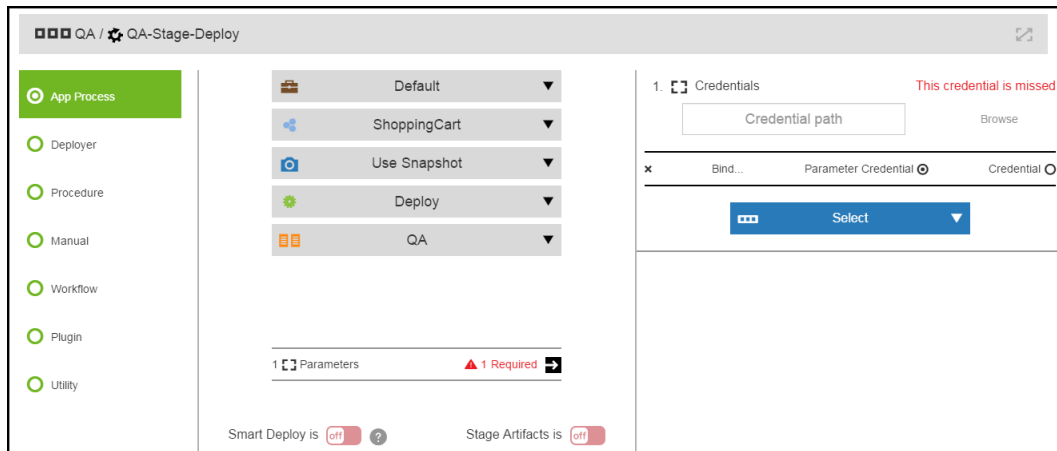 QA / QA-Stage-Deploy
App Process
Deployer
Procedure
Manual
Workflow
Plugin
Utility
Default
ShoppingCart
Use Snapshot
Deploy
QA
1 Parameters 1 Required
Smart Deploy is off ? Stage Artifacts is off
1. Credentials This credential is missed
Credential path Browse
Bind... Parameter Credential Credential
Select